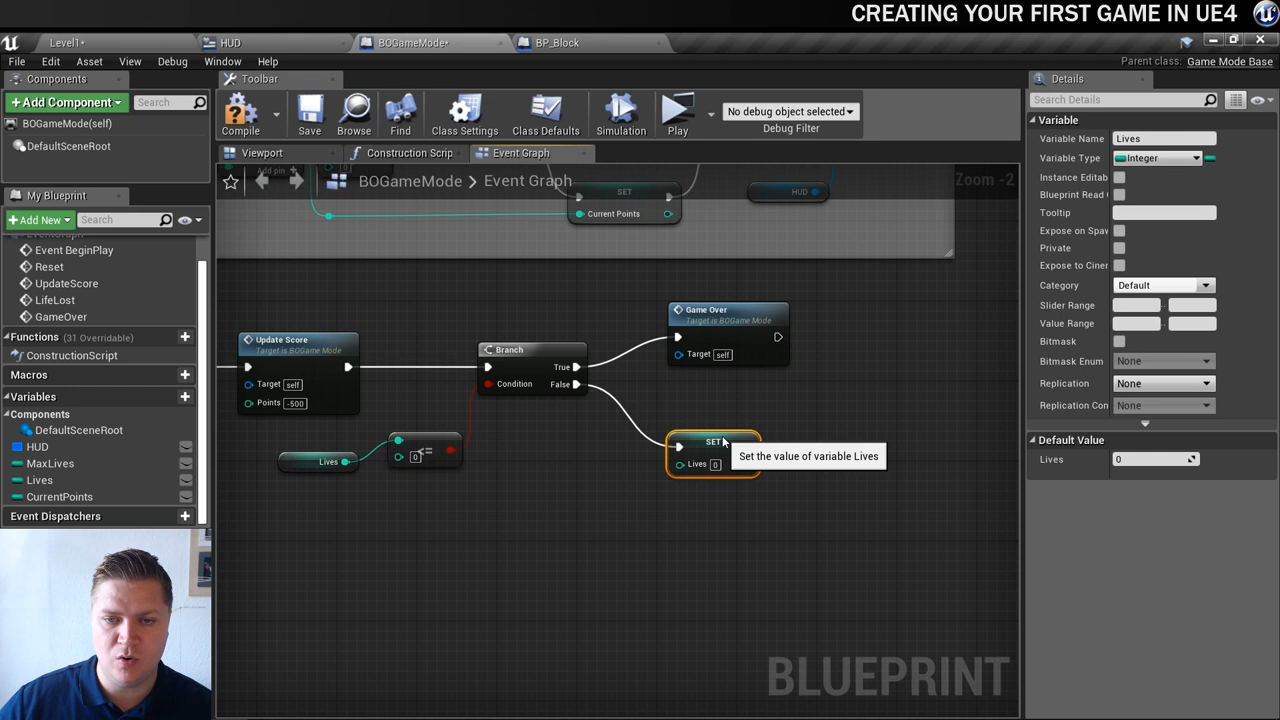 CREATING YOUR FIRST GAME IN UE4
Level1*
HUD
BOGameMode*
BP_Block
File Edit Asset View Debug Window Help
Parent class: Game Mode Base
Components
Toolbar
Details
+ Add Component
Search
Compile
Save
Browse
Find
Class Settings
Class Defaults
Simulation
Play
No debug object selected
Debug Filter
Search Details
BOGameMode(self)
DefaultSceneRoot
Viewport
Construction Scrip
Event Graph
BOGameMode > Event Graph
Zoom -2
My Blueprint
+ Add New
Search
Event BeginPlay
Reset
UpdateScore
LifeLost
GameOver
Functions (31 Overridable)
ConstructionScript
Macros
Variables
Components
DefaultSceneRoot
HUD
MaxLives
Lives
CurrentPoints
Event Dispatchers
Add pin +
0
SET
Current Points
HUD
Update Score
Target is BOGame Mode
Target self
Points -500
Branch
True
Condition False
Game Over
Target is BOGame Mode
Target self
Lives
0 <=
SET
Lives 0
Set the value of variable Lives
BLUEPRINT
Variable
Variable Name Lives
Variable Type Integer
Instance Editab
Blueprint Read
Tooltip
Expose on Spaw
Private
Expose to Ciner
Category Default
Slider Range
Value Range
Bitmask
Bitmask Enum None
Replication None
Replication Con None
Default Value
Lives 0